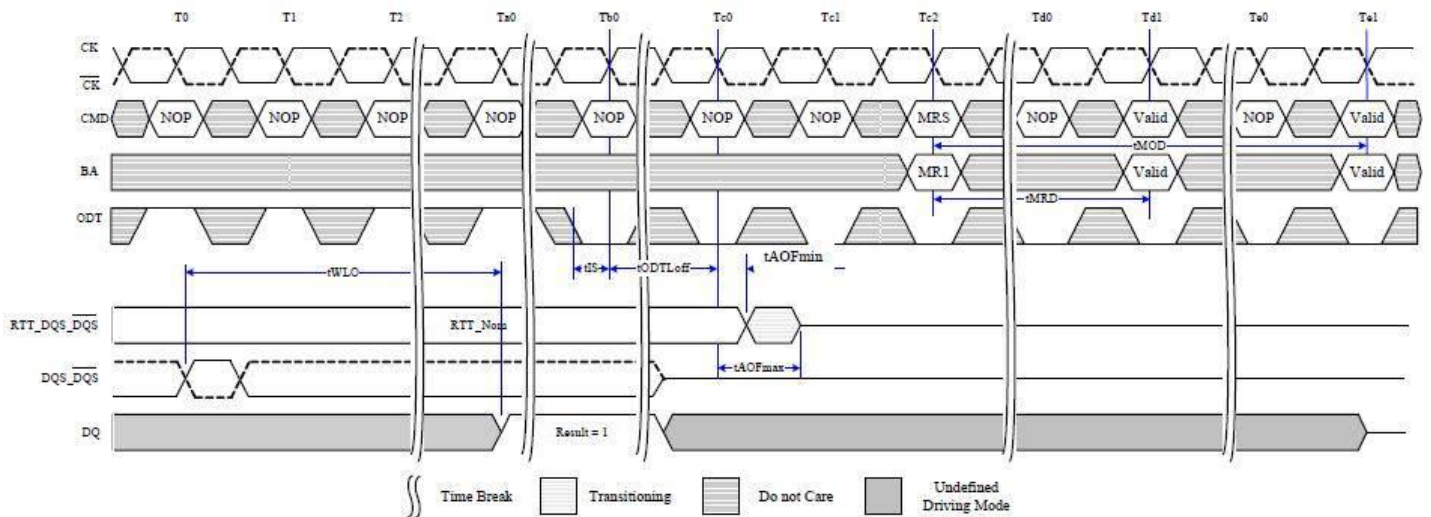 T0 T1 T2 Ta0 Tb0 Tc0 Tc1 Tc2 Td0 Td1 Te0 Te1
CK
CK
CMD NOP NOP NOP NOP NOP NOP NOP MRS NOP Valid NOP Valid
tMOD
BA MR1 Valid Valid
tMRD
ODT
tWLO tIS tODTLoff tAOFmin
RTT_DQS_DQS RTT_Nom
tAOFmax
DQS_DQS
DQ Result = 1
Time Break Transitioning Do not Care Undefined
Driving Mode